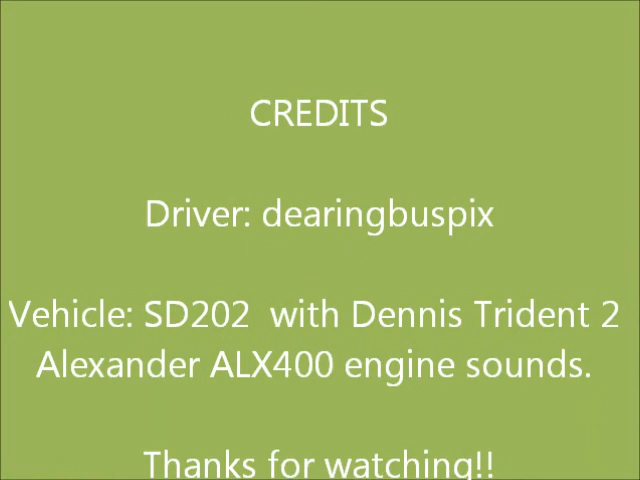 CREDITS
Driver: dearingbuspix
Vehicle: SD202  with Dennis Trident 2
Alexander ALX400 engine sounds.
Thanks for watching!!